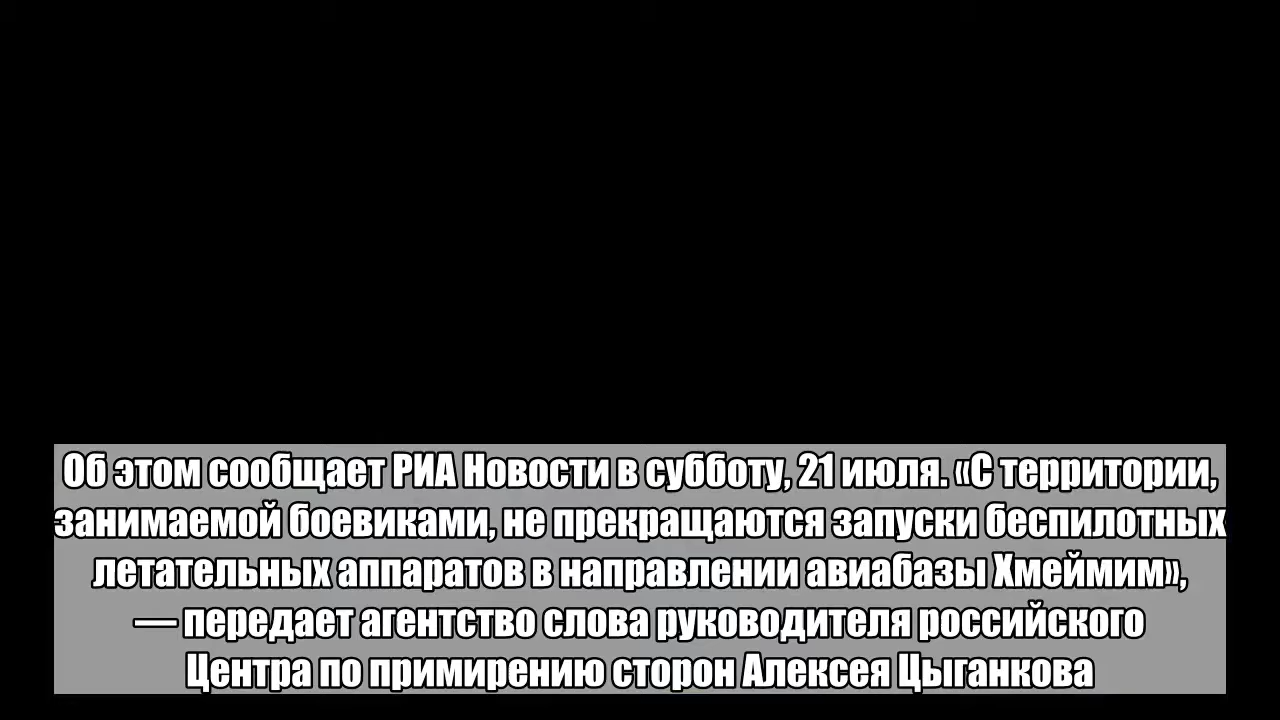 Об этом сообщает РИА Новости в субботу, 21 июля. «С территории,
занимаемой боевиками, не прекращаются запуски беспилотных
летательных аппаратов в направлении авиабазы Хмеймим»,
— передает агентство слова руководителя российского
Центра по примирению сторон Алексея Цыганкова